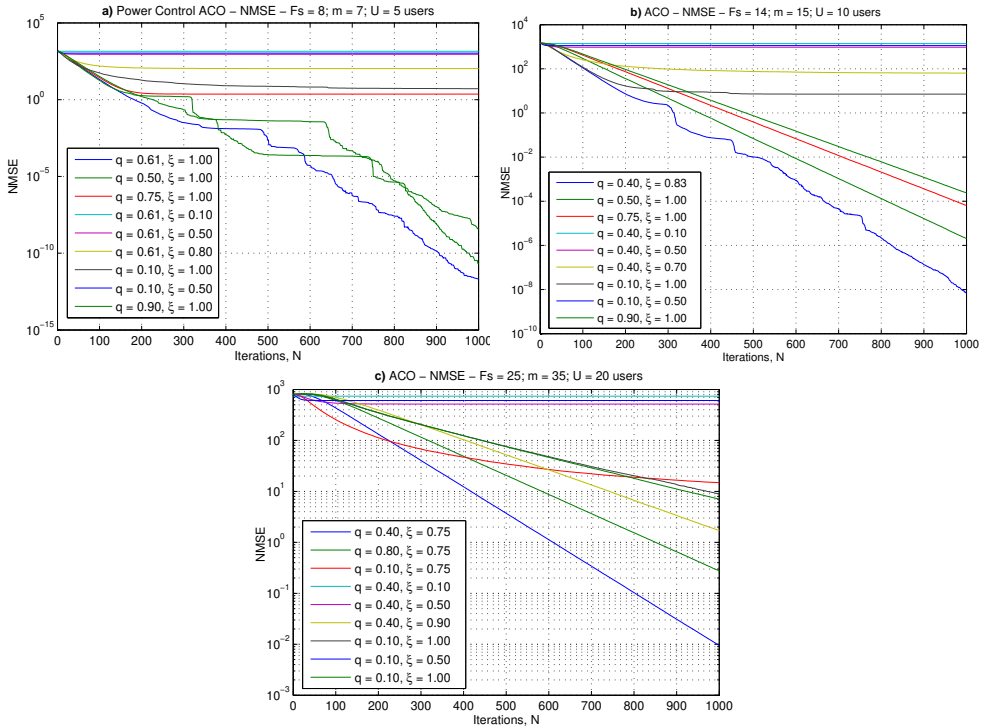 a) Power Control ACO – NMSE – Fs = 8; m = 7; U = 5 users
10^5
10^0
10^-5
10^-10
10^-15
NMSE
q = 0.61, ξ = 1.00
q = 0.50, ξ = 1.00
q = 0.75, ξ = 1.00
q = 0.61, ξ = 0.10
q = 0.61, ξ = 0.50
q = 0.61, ξ = 0.80
q = 0.10, ξ = 1.00
q = 0.10, ξ = 0.50
q = 0.90, ξ = 1.00
0 100 200 300 400 500 600 700 800 900 1000
Iterations, N
b) ACO – NMSE – Fs = 14; m = 15; U = 10 users
10^4
10^2
10^0
10^-2
10^-4
10^-6
10^-8
10^-10
NMSE
q = 0.40, ξ = 0.83
q = 0.50, ξ = 1.00
q = 0.75, ξ = 1.00
q = 0.40, ξ = 0.10
q = 0.40, ξ = 0.50
q = 0.40, ξ = 0.70
q = 0.10, ξ = 1.00
q = 0.10, ξ = 0.50
q = 0.90, ξ = 1.00
0 100 200 300 400 500 600 700 800 900 1000
Iterations, N
c) ACO – NMSE – Fs = 25; m = 35; U = 20 users
10^3
10^2
10^1
10^0
10^-1
10^-2
10^-3
NMSE
q = 0.40, ξ = 0.75
q = 0.80, ξ = 0.75
q = 0.10, ξ = 0.75
q = 0.40, ξ = 0.10
q = 0.40, ξ = 0.50
q = 0.40, ξ = 0.90
q = 0.10, ξ = 1.00
q = 0.10, ξ = 0.50
q = 0.10, ξ = 1.00
0 100 200 300 400 500 600 700 800 900 1000
Iterations, N